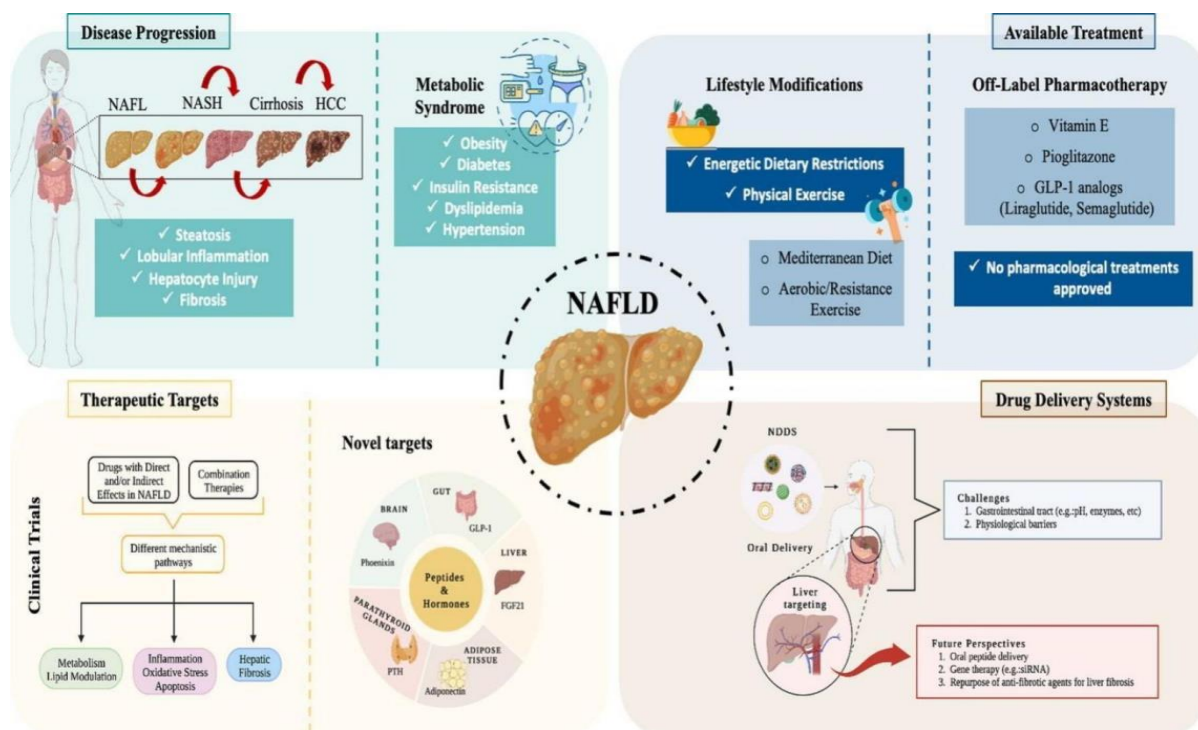 Disease Progression
NAFL
NASH
Cirrhosis
HCC
✓ Steatosis
✓ Lobular Inflammation
✓ Hepatocyte Injury
✓ Fibrosis
Metabolic
Syndrome
✓ Obesity
✓ Diabetes
✓ Insulin Resistance
✓ Dyslipidemia
✓ Hypertension
Available Treatment
Lifestyle Modifications
✓ Energetic Dietary Restrictions
✓ Physical Exercise
o Mediterranean Diet
o Aerobic/Resistance
Exercise
Off-Label Pharmacotherapy
o Vitamin E
o Pioglitazone
o GLP-1 analogs
(Liraglutide, Semaglutide)
✓ No pharmacological treatments
approved
NAFLD
Therapeutic Targets
Clinical Trials
Drugs with Direct
and/or Indirect
Effects in NAFLD
Combination
Therapies
Different mechanistic
pathways
Metabolism
Lipid Modulation
Inflammation
Oxidative Stress
Apoptosis
Hepatic
Fibrosis
Novel targets
BRAIN
Phoenixin
GUT
GLP-1
LIVER
FGF21
ADIPOSE
TISSUE
Adiponectin
PARATHYROID
GLANDS
PTH
Peptides
&
Hormones
Drug Delivery Systems
NDDS
Oral Delivery
Liver
targeting
Challenges
1. Gastrointestinal tract (e.g.:pH, enzymes, etc)
2. Physiological barriers
Future Perspectives
1. Oral peptide delivery
2. Gene therapy (e.g.:siRNA)
3. Repurpose of anti-fibrotic agents for liver fibrosis